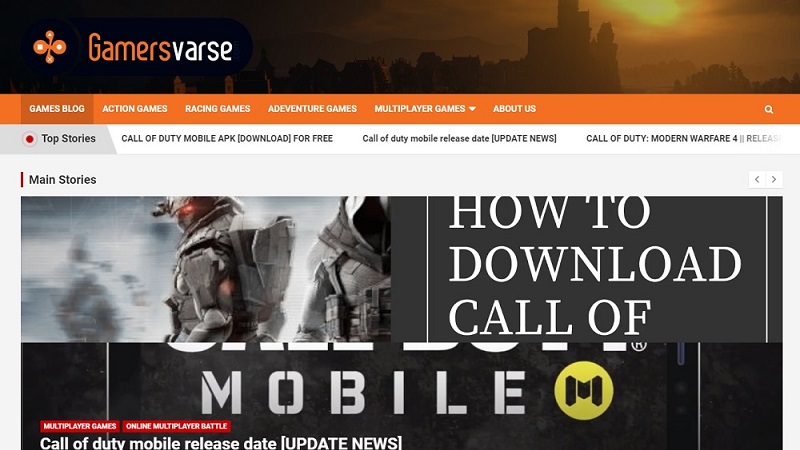 Gamersvarse
GAMES BLOG ACTION GAMES RACING GAMES ADEVENTURE GAMES MULTIPLAYER GAMES ABOUT US
Top Stories CALL OF DUTY MOBILE APK [DOWNLOAD] FOR FREE Call of duty mobile release date [UPDATE NEWS] CALL OF DUTY: MODERN WARFARE 4 || RELEAS
Main Stories
HOW TO
DOWNLOAD
CALL OF
MOBILE
MULTIPLAYER GAMES ONLINE MULTIPLAYER BATTLE
Call of duty mobile release date [UPDATE NEWS]